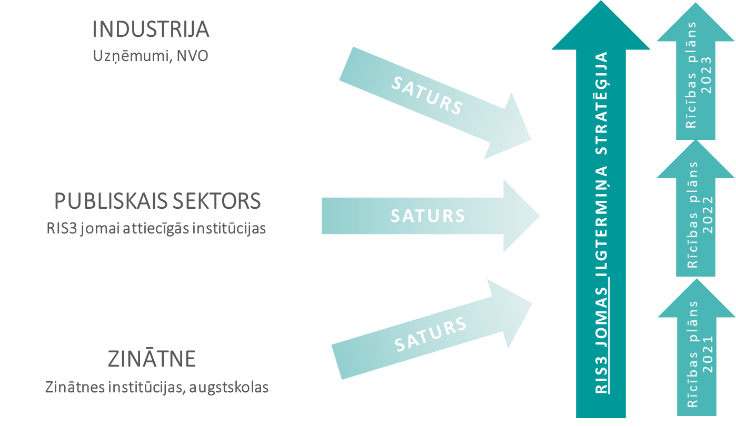 INDUSTRIJA
Uzņēmumi, NVO
SATURS
PUBLISKAIS SEKTORS
RIS3 jomai attiecīgās institūcijas
SATURS
ZINĀTNE
Zinātnes institūcijas, augstskolas
SATURS
RIS3 JOMAS ILGTERMIŅA STRATĒĢIJA
Rīcības plāns
2023
Rīcības plāns
2022
Rīcības plāns
2021